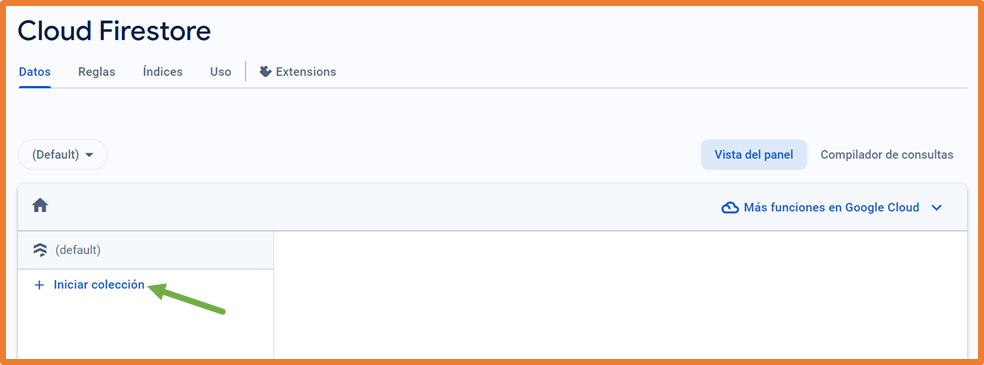 Cloud Firestore
Datos Reglas Índices Uso Extensions
(Default) Vista del panel Compilador de consultas
Más funciones en Google Cloud
(default)
+ Iniciar colección